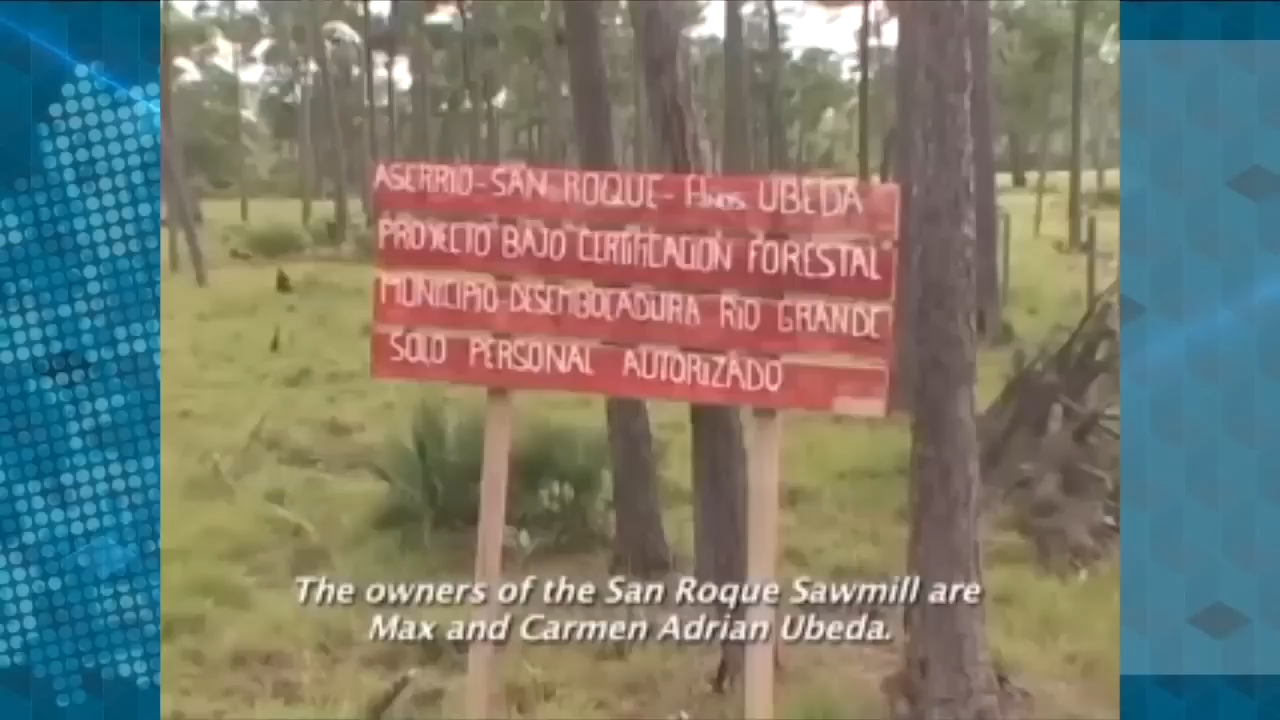 ASERRIO-SAN ROQUE-Hnos. UBEDA
PROYECTO BAJO CERTIFICACION FORESTAL
MUNICIPIO DESEMBOCADURA RIO GRANDE
SOLO PERSONAL AUTORIZADO
The owners of the San Roque Sawmill are
Max and Carmen Adrian Ubeda.